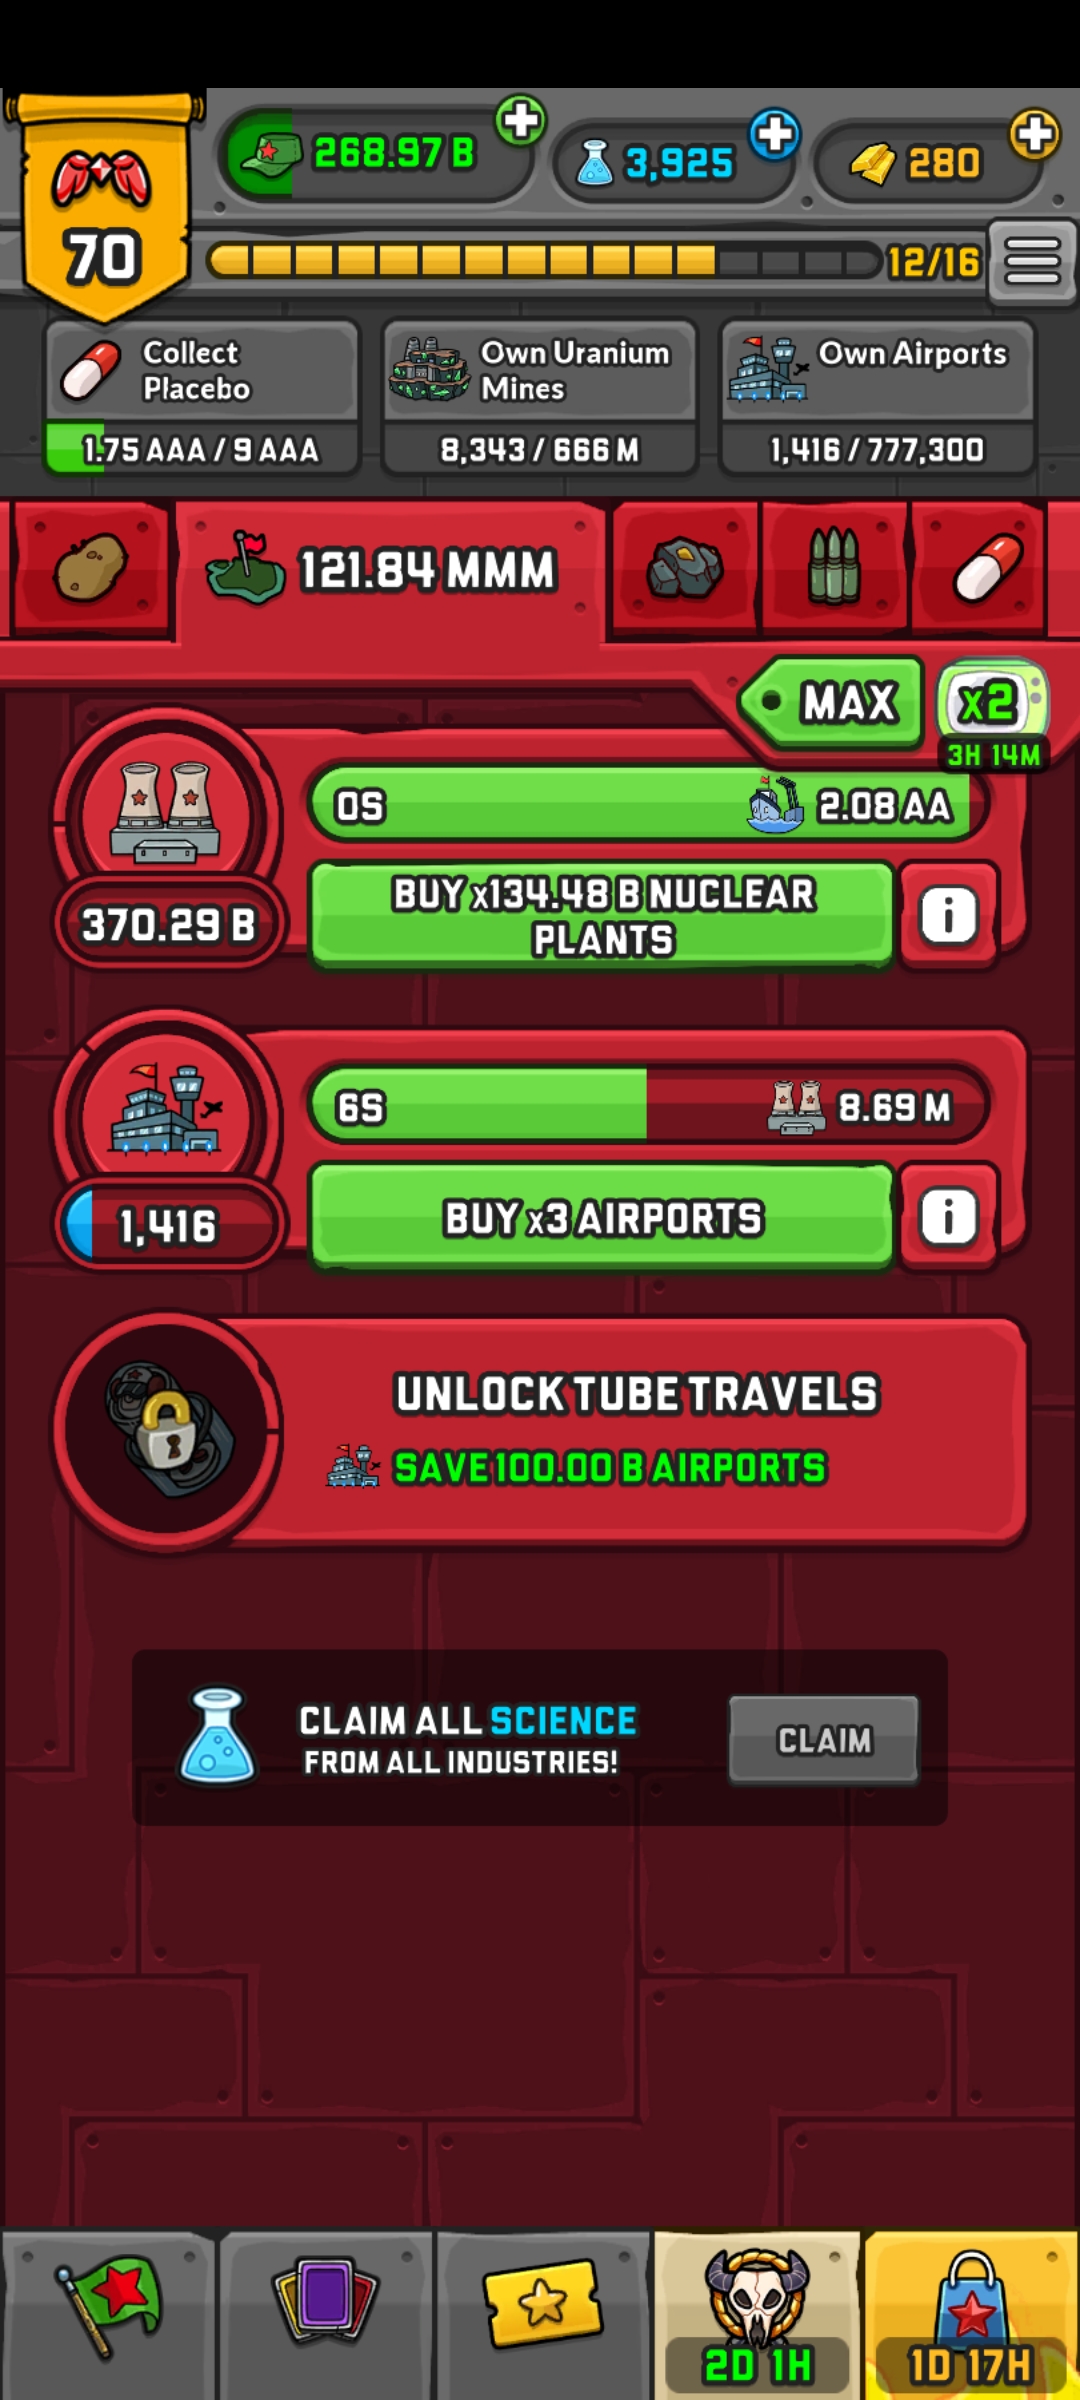 268.97 B
3,925
280
70
12/16
Collect
Placebo
1.75 AAA / 9 AAA
Own Uranium
Mines
8,343 / 666 M
Own Airports
1,416 / 777,300
121.84 MMM
MAX
x2
3H 14M
0S
2.08 AA
370.29 B
BUY x134.48 B NUCLEAR
PLANTS
i
6S
8.69 M
1,416
BUY x3 AIRPORTS
i
UNLOCK TUBE TRAVELS
SAVE 100.00 B AIRPORTS
CLAIM ALL SCIENCE
FROM ALL INDUSTRIES!
CLAIM
2D 1H
1D 17H